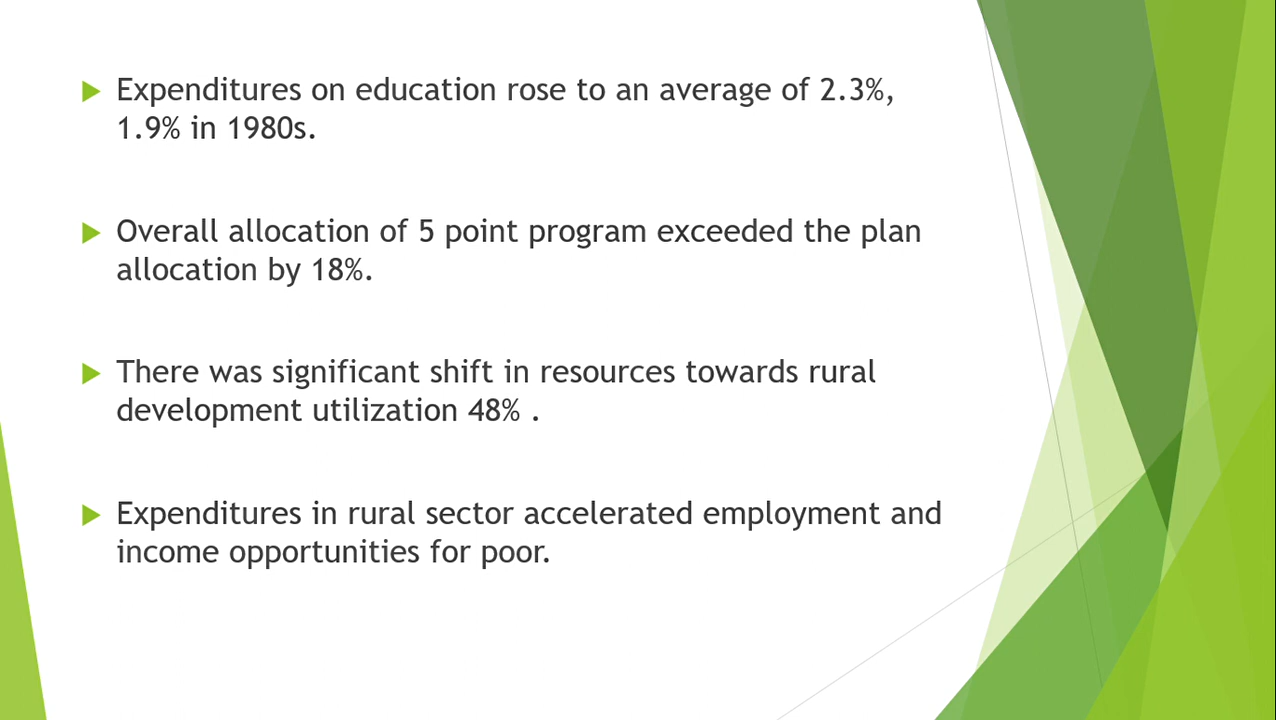 Expenditures on education rose to an average of 2.3%,
1.9% in 1980s.
Overall allocation of 5 point program exceeded the plan
allocation by 18%.
There was significant shift in resources towards rural
development utilization 48% .
Expenditures in rural sector accelerated employment and
income opportunities for poor.